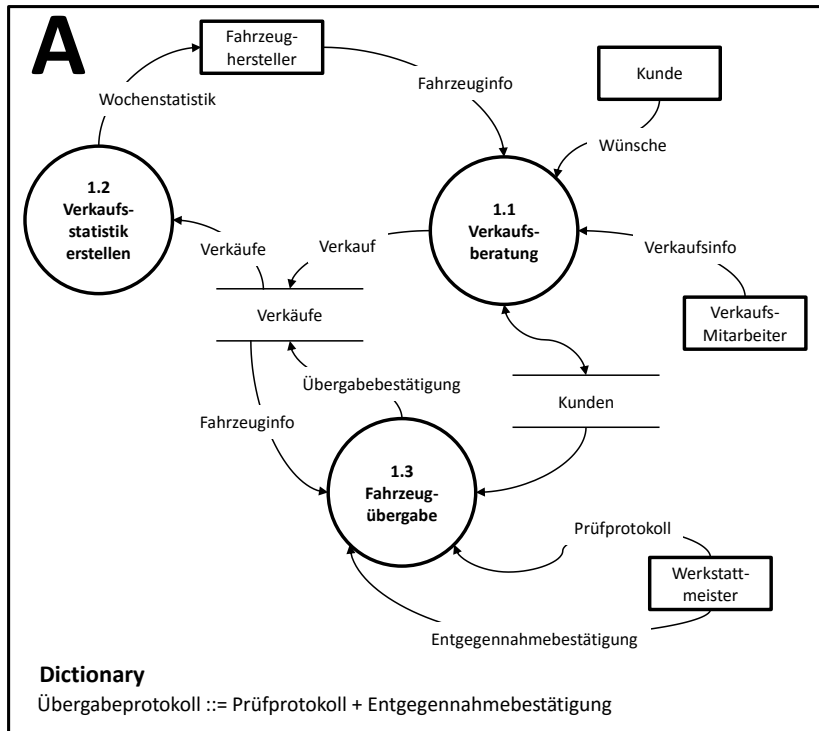 A
Fahrzeug-
hersteller
Kunde
Wochenstatistik
Fahrzeuginfo
Wünsche
1.2
Verkaufs-
statistik
erstellen
1.1
Verkaufs-
beratung
Verkäufe
Verkauf
Verkaufsinfo
Verkaufs-
Mitarbeiter
Verkäufe
Übergabebestätigung
Kunden
Fahrzeuginfo
1.3
Fahrzeug-
übergabe
Prüfprotokoll
Werkstatt-
meister
Entgegennahmebestätigung
Dictionary
Übergabeprotokoll ::= Prüfprotokoll + Entgegennahmebestätigung